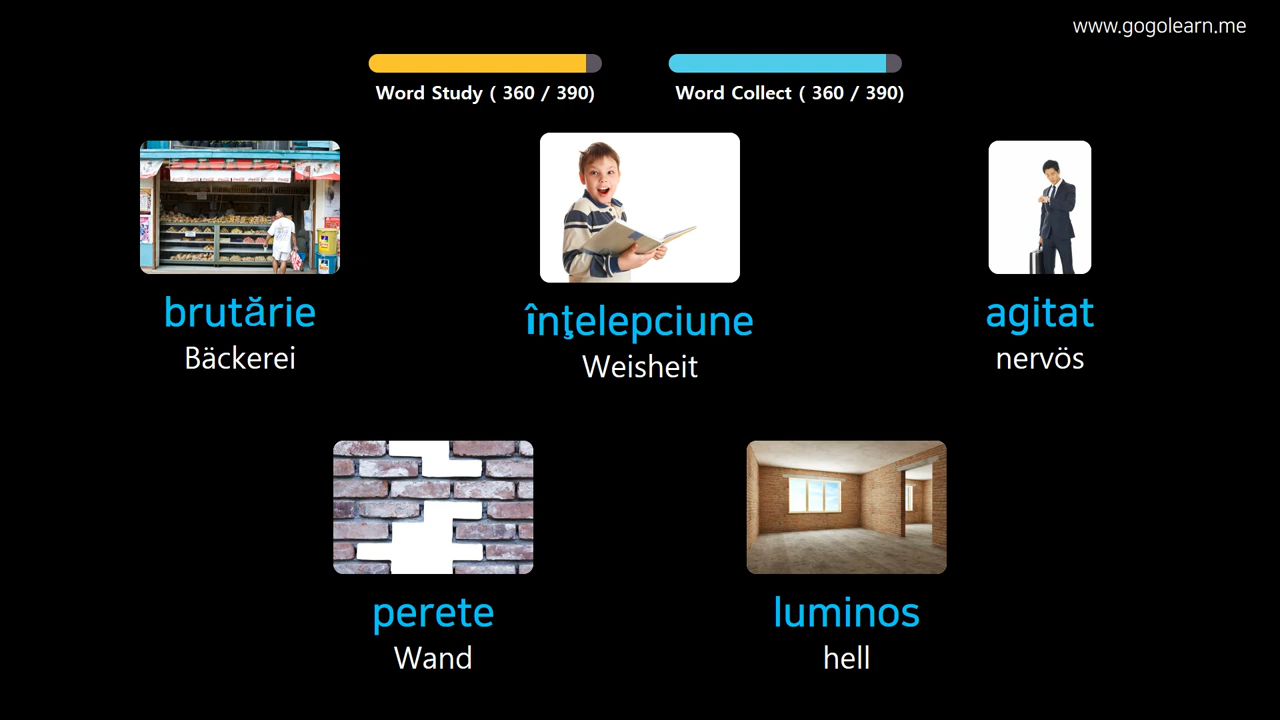 www.gogolearn.me
Word Study ( 360 / 390)
Word Collect ( 360 / 390)
brutărie
Bäckerei
înţelepciune
Weisheit
agitat
nervös
perete
Wand
luminos
hell